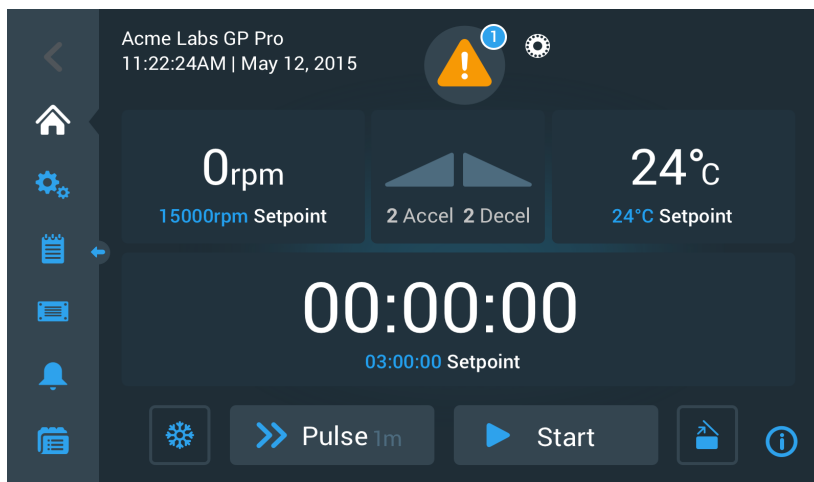 Acme Labs GP Pro
11:22:24AM | May 12, 2015
1
0rpm
15000rpm Setpoint
2 Accel 2 Decel
24°C
24°C Setpoint
00:00:00
03:00:00 Setpoint
Pulse 1m
Start